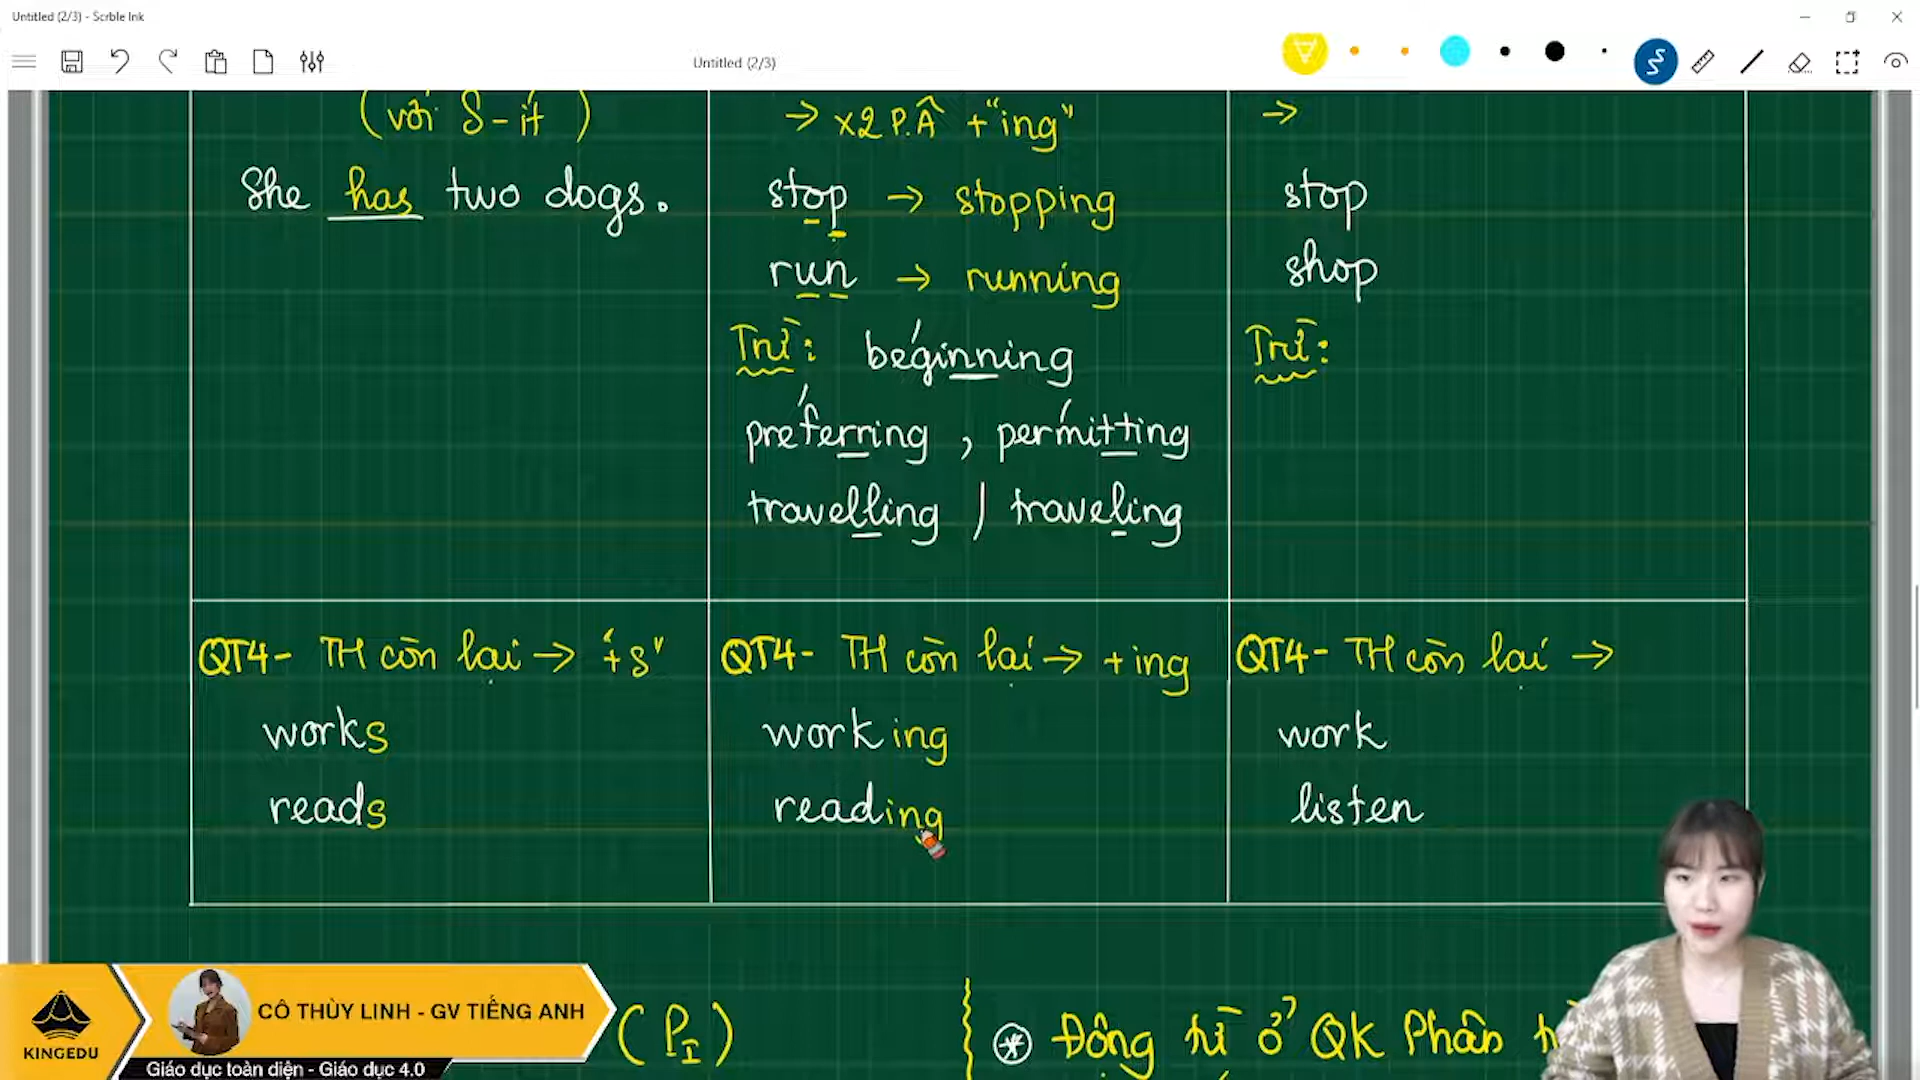 Untitled (2/3) - Scrble Ink
Untitled (2/3)
(với S - ít )
She has two dogs.
→ x2 P.Â + "ing"
stop → stopping
run → running
Trừ: beginning
preferring , permitting
travelling / traveling
→
stop
shop
Trừ:
QT4 - TH còn lại → "+s"
works
reads
QT4 - TH còn lại → +ing
working
reading
QT4 - TH còn lại →
work
listen
KINGEDU
CÔ THÙY LINH - GV TIẾNG ANH
Giáo dục toàn diện - Giáo dục 4.0
(PI)
* Động từ ở QK Phân